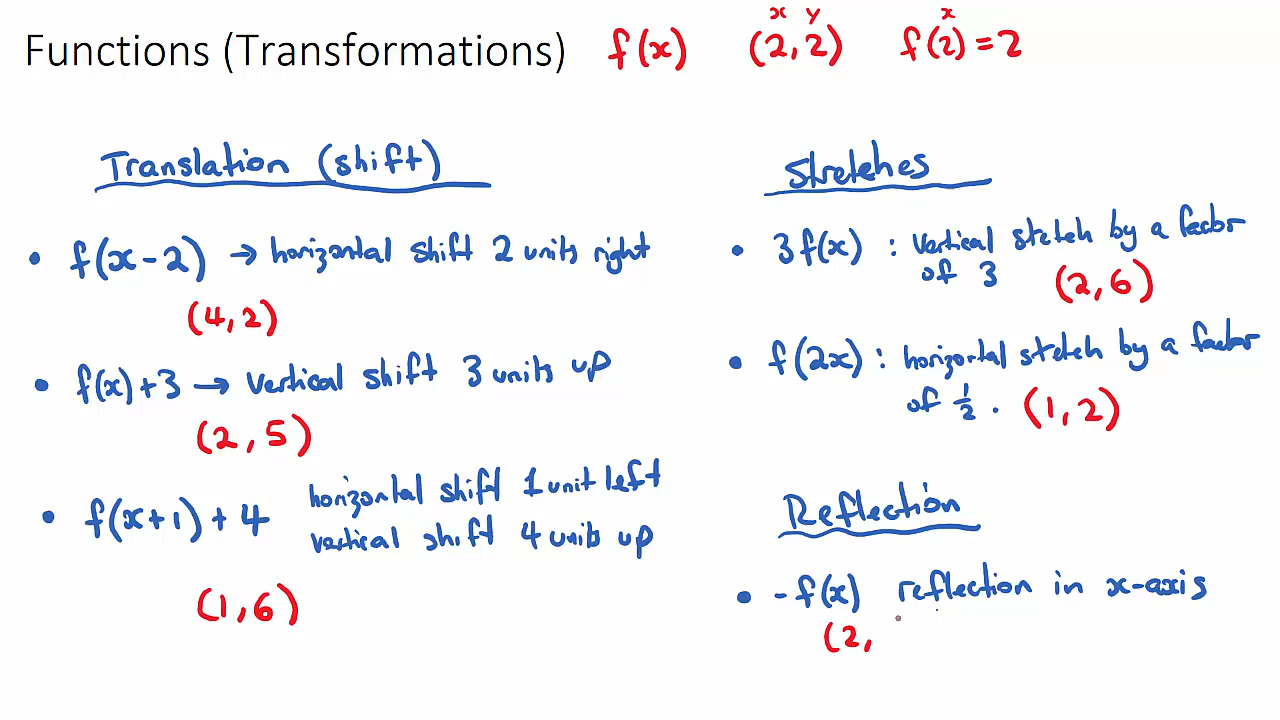 Functions (Transformations) f(x) (2,2) f(2) = 2
x y x
Translation (shift)
• f(x-2) → horizontal shift 2 units right
(4,2)
• f(x)+3 → vertical shift 3 units up
(2,5)
• f(x+1)+4 horizontal shift 1 unit left
vertical shift 4 units up
(1,6)
Stretches
• 3f(x) : vertical stretch by a factor
of 3 (2,6)
• f(2x) : horizontal stretch by a factor
of 1/2 . (1,2)
Reflection
• -f(x) reflection in x-axis
(2,